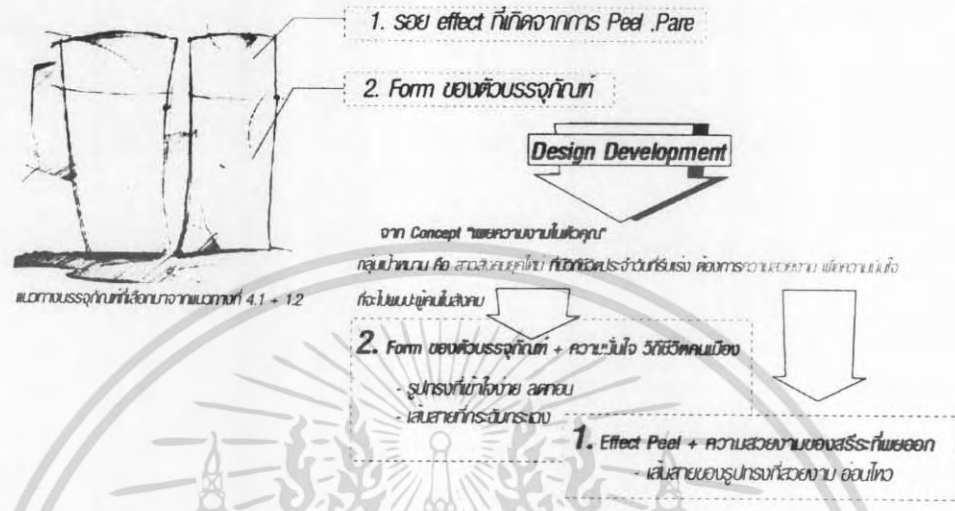 1. รอย effect ที่เกิดจากการ Peel .Pare
2. Form ของตัวบรรจุภัณฑ์
Design Development
จาก Concept "เผยความงามในตัวคุณ"
กลุ่มเป้าหมาย คือ สาวสังคมยุคใหม่ ที่มีวิถีชีวิตประจำวันที่รีบเร่ง ต้องการความสวยงาม เพื่อความมั่นใจ
ที่จะไปพบปะผู้คนในสังคม
แนวทางบรรจุภัณฑ์ที่เลือกมาจากแนวทางที่ 4.1 + 1.2
2. Form ของตัวบรรจุภัณฑ์ + ความมั่นใจ วิถีชีวิตคนเมือง
- รูปทรงที่เข้าใจง่าย ลดทอน
- เส้นสายที่กระฉับกระเฉง
1. Effect Peel + ความสวยงามของสรีระที่เผยออก
- เส้นสายของรูปทรงที่สวยงาม อ่อนไหว